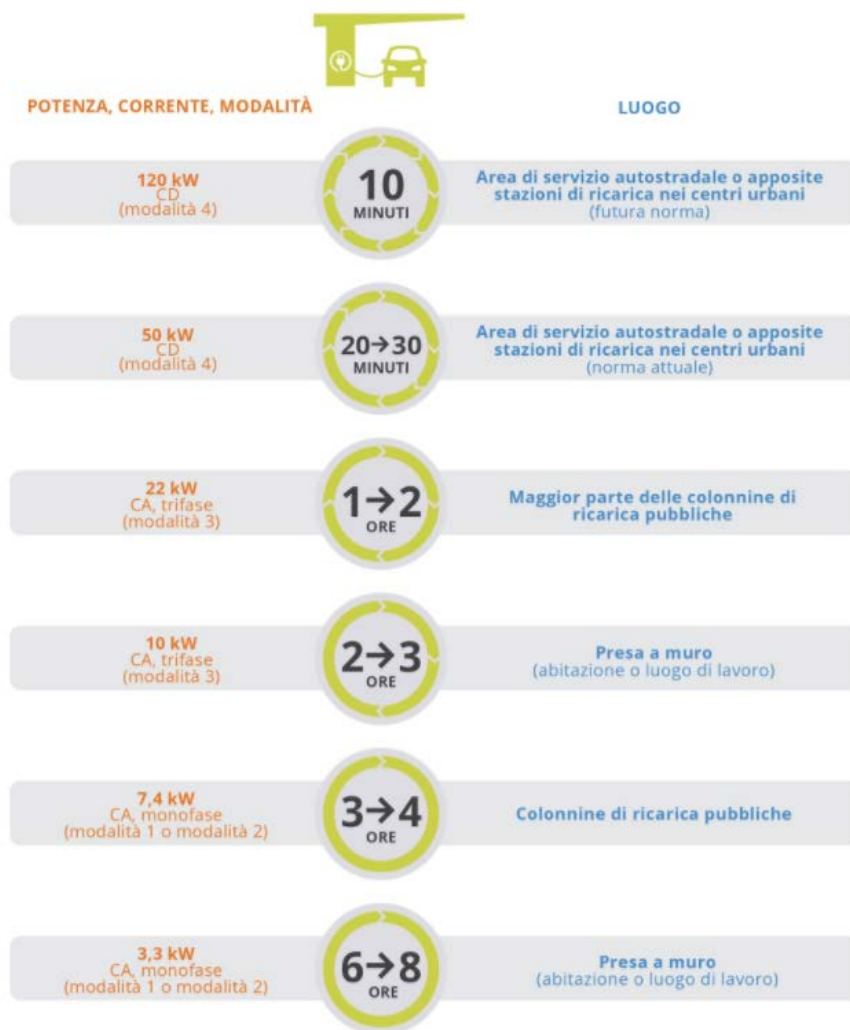 POTENZA, CORRENTE, MODALITÀ
LUOGO
120 kW
CD
(modalità 4)
10
MINUTI
Area di servizio autostradale o apposite
stazioni di ricarica nei centri urbani
(futura norma)
50 kW
CD
(modalità 4)
20→30
MINUTI
Area di servizio autostradale o apposite
stazioni di ricarica nei centri urbani
(norma attuale)
22 kW
CA, trifase
(modalità 3)
1→2
ORE
Maggior parte delle colonnine di
ricarica pubbliche
10 kW
CA, trifase
(modalità 3)
2→3
ORE
Presa a muro
(abitazione o luogo di lavoro)
7,4 kW
CA, monofase
(modalità 1 o modalità 2)
3→4
ORE
Colonnine di ricarica pubbliche
3,3 kW
CA, monofase
(modalità 1 o modalità 2)
6→8
ORE
Presa a muro
(abitazione o luogo di lavoro)